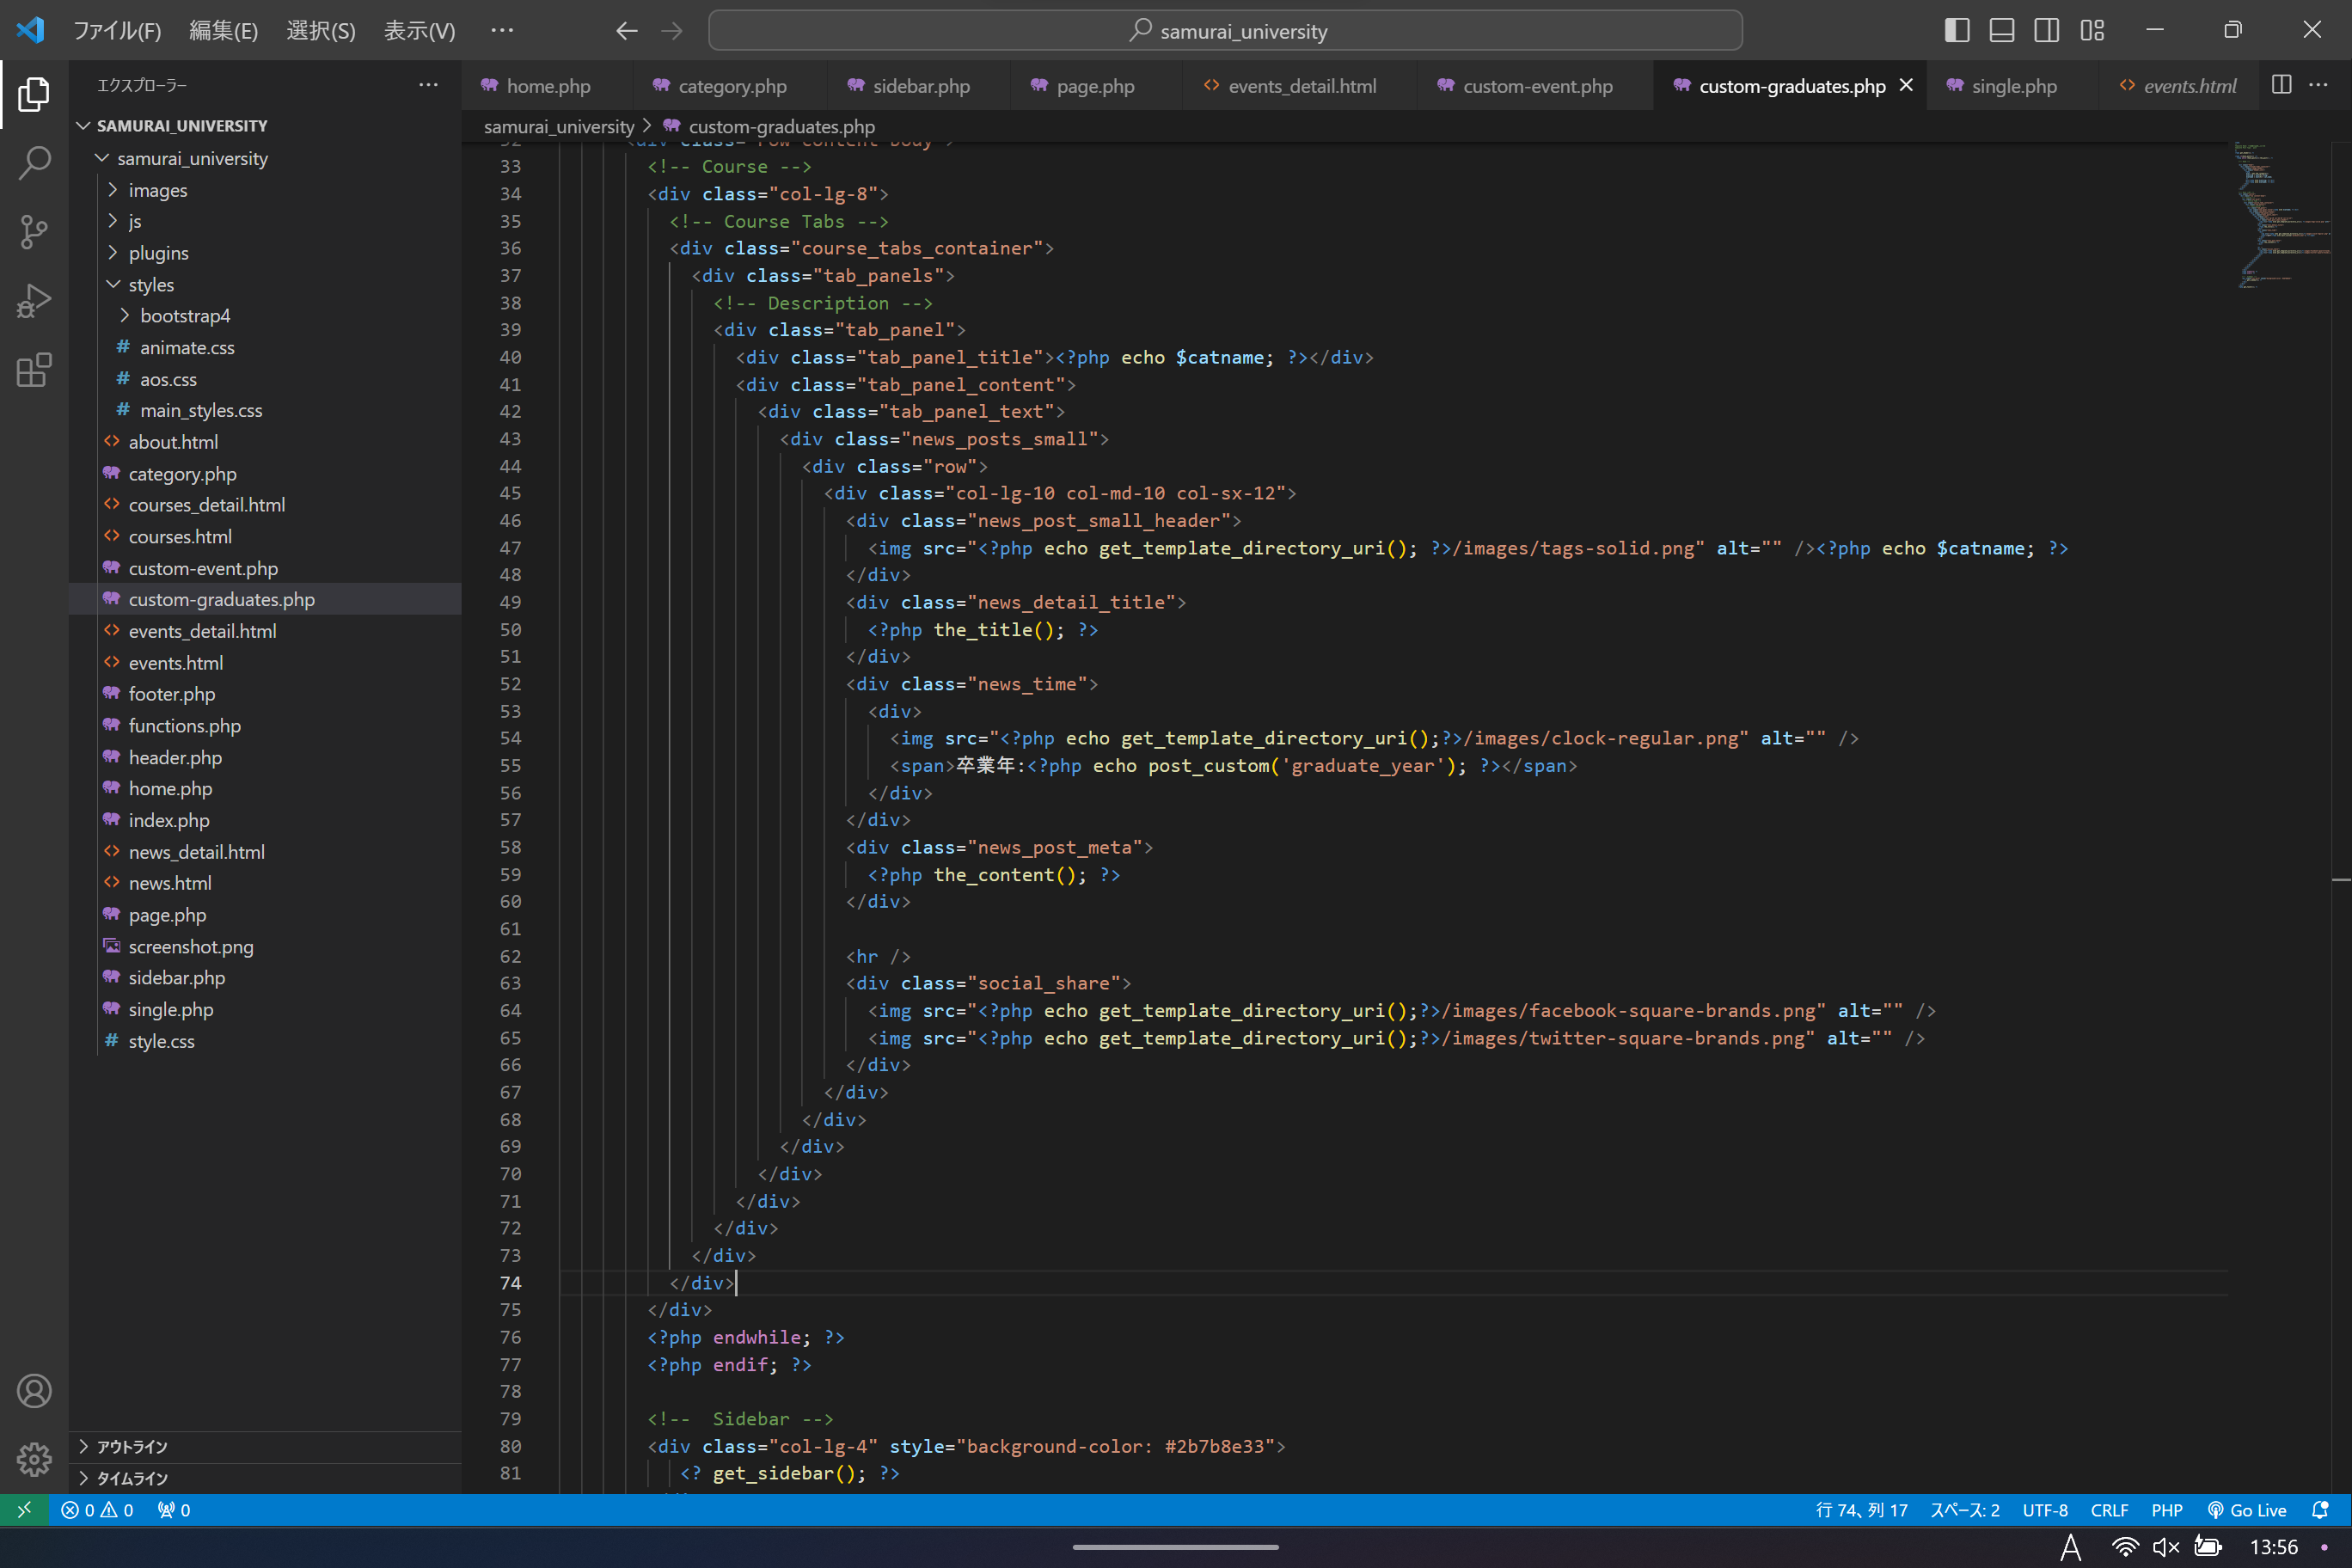 ファイル(F) 編集(E) 選択(S) 表示(V) ··· samurai_university
エクスプローラー ···
SAMURAI_UNIVERSITY
samurai_university
images
js
plugins
styles
bootstrap4
# animate.css
# aos.css
# main_styles.css
<> about.html
category.php
<> courses_detail.html
<> courses.html
custom-event.php
custom-graduates.php
<> events_detail.html
<> events.html
footer.php
functions.php
header.php
home.php
index.php
<> news_detail.html
<> news.html
page.php
screenshot.png
sidebar.php
single.php
# style.css
アウトライン
タイムライン
home.php category.php sidebar.php page.php <> events_detail.html custom-event.php custom-graduates.php single.php <> events.html ···
samurai_university > custom-graduates.php
32 <div class="row content-body">
33 <!-- Course -->
34 <div class="col-lg-8">
35 <!-- Course Tabs -->
36 <div class="course_tabs_container">
37 <div class="tab_panels">
38 <!-- Description -->
39 <div class="tab_panel">
40 <div class="tab_panel_title"><?php echo $catname; ?></div>
41 <div class="tab_panel_content">
42 <div class="tab_panel_text">
43 <div class="news_posts_small">
44 <div class="row">
45 <div class="col-lg-10 col-md-10 col-sx-12">
46 <div class="news_post_small_header">
47 <img src="<?php echo get_template_directory_uri(); ?>/images/tags-solid.png" alt="" /><?php echo $catname; ?>
48 </div>
49 <div class="news_detail_title">
50 <?php the_title(); ?>
51 </div>
52 <div class="news_time">
53 <div>
54 <img src="<?php echo get_template_directory_uri();?>/images/clock-regular.png" alt="" />
55 <span>卒業年:<?php echo post_custom('graduate_year'); ?></span>
56 </div>
57 </div>
58 <div class="news_post_meta">
59 <?php the_content(); ?>
60 </div>
61
62 <hr />
63 <div class="social_share">
64 <img src="<?php echo get_template_directory_uri();?>/images/facebook-square-brands.png" alt="" />
65 <img src="<?php echo get_template_directory_uri();?>/images/twitter-square-brands.png" alt="" />
66 </div>
67 </div>
68 </div>
69 </div>
70 </div>
71 </div>
72 </div>
73 </div>
74 </div>
75 </div>
76 <?php endwhile; ?>
77 <?php endif; ?>
78
79 <!--  Sidebar -->
80 <div class="col-lg-4" style="background-color: #2b7b8e33">
81 <? get_sidebar(); ?>
0 0 0 行 74、列 17 スペース: 2 UTF-8 CRLF PHP Go Live
A 13:56